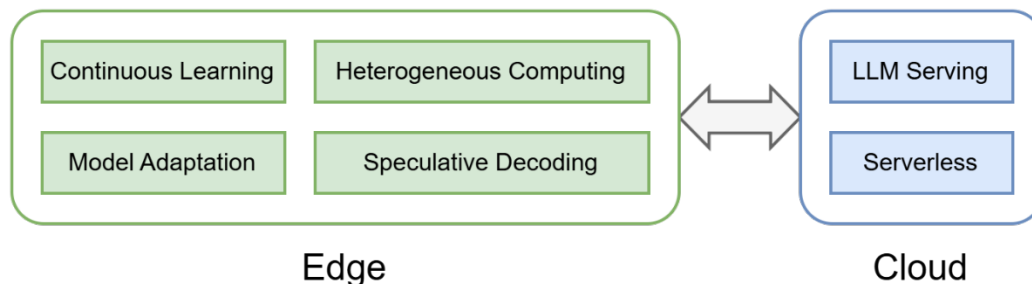 Continuous Learning
Heterogeneous Computing
Model Adaptation
Speculative Decoding
Edge
LLM Serving
Serverless
Cloud